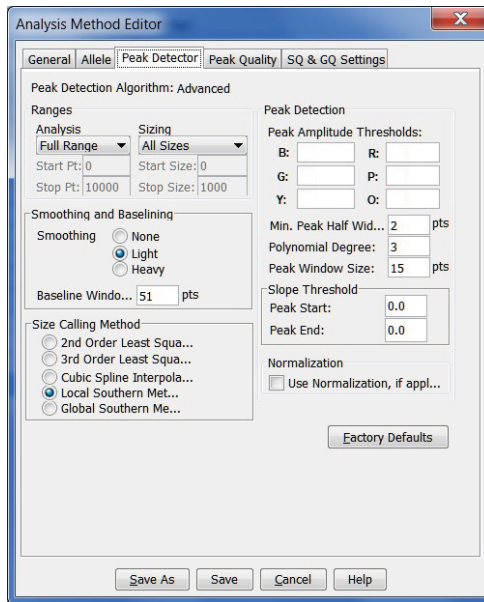 Analysis Method Editor
X
General Allele Peak Detector Peak Quality SQ & GQ Settings
Peak Detection Algorithm: Advanced
Ranges
Analysis Sizing
Full Range All Sizes
Start Pt: 0 Start Size: 0
Stop Pt: 10000 Stop Size: 1000
Smoothing and Baselining
Smoothing None
Light
Heavy
Baseline Windo... 51 pts
Size Calling Method
2nd Order Least Squa...
3rd Order Least Squa...
Cubic Spline Interpola...
Local Southern Met...
Global Southern Me...
Peak Detection
Peak Amplitude Thresholds:
B: R:
G: P:
Y: O:
Min. Peak Half Wid... 2 pts
Polynomial Degree: 3
Peak Window Size: 15 pts
Slope Threshold
Peak Start: 0.0
Peak End: 0.0
Normalization
Use Normalization, if appl...
Factory Defaults
Save As Save Cancel Help